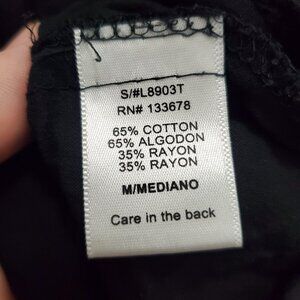 S/#L8903T
RN# 133678
65% COTTON
65% ALGODON
35% RAYON
35% RAYON
M/MEDIANO
Care in the back